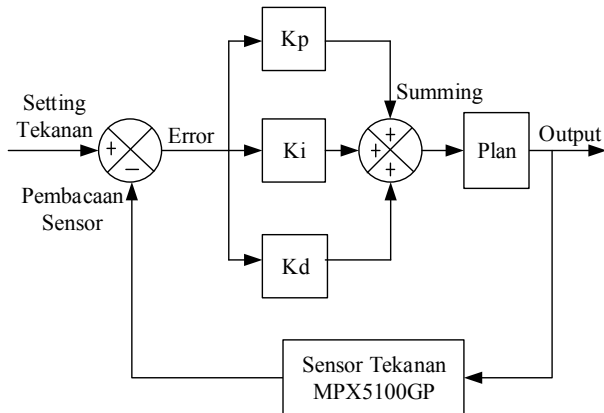 Kp
Setting
Tekanan
Summing
+
Error
Ki
+
+
+
Plan
Output
−
Pembacaan
Sensor
Kd
Sensor Tekanan
MPX5100GP